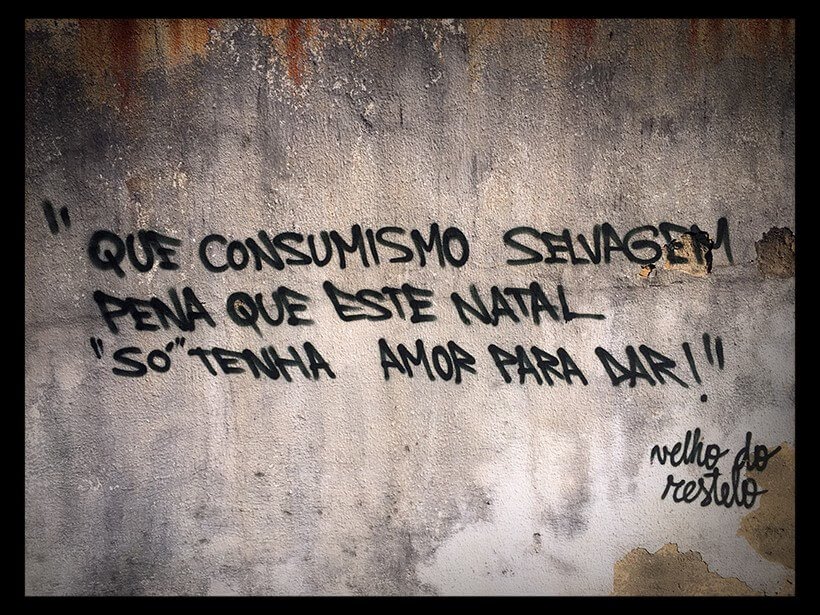 "QUE CONSUMISMO SELVAGEM
PENA QUE ESTE NATAL
"SÓ" TENHA AMOR PARA DAR!"
velho do
restelo